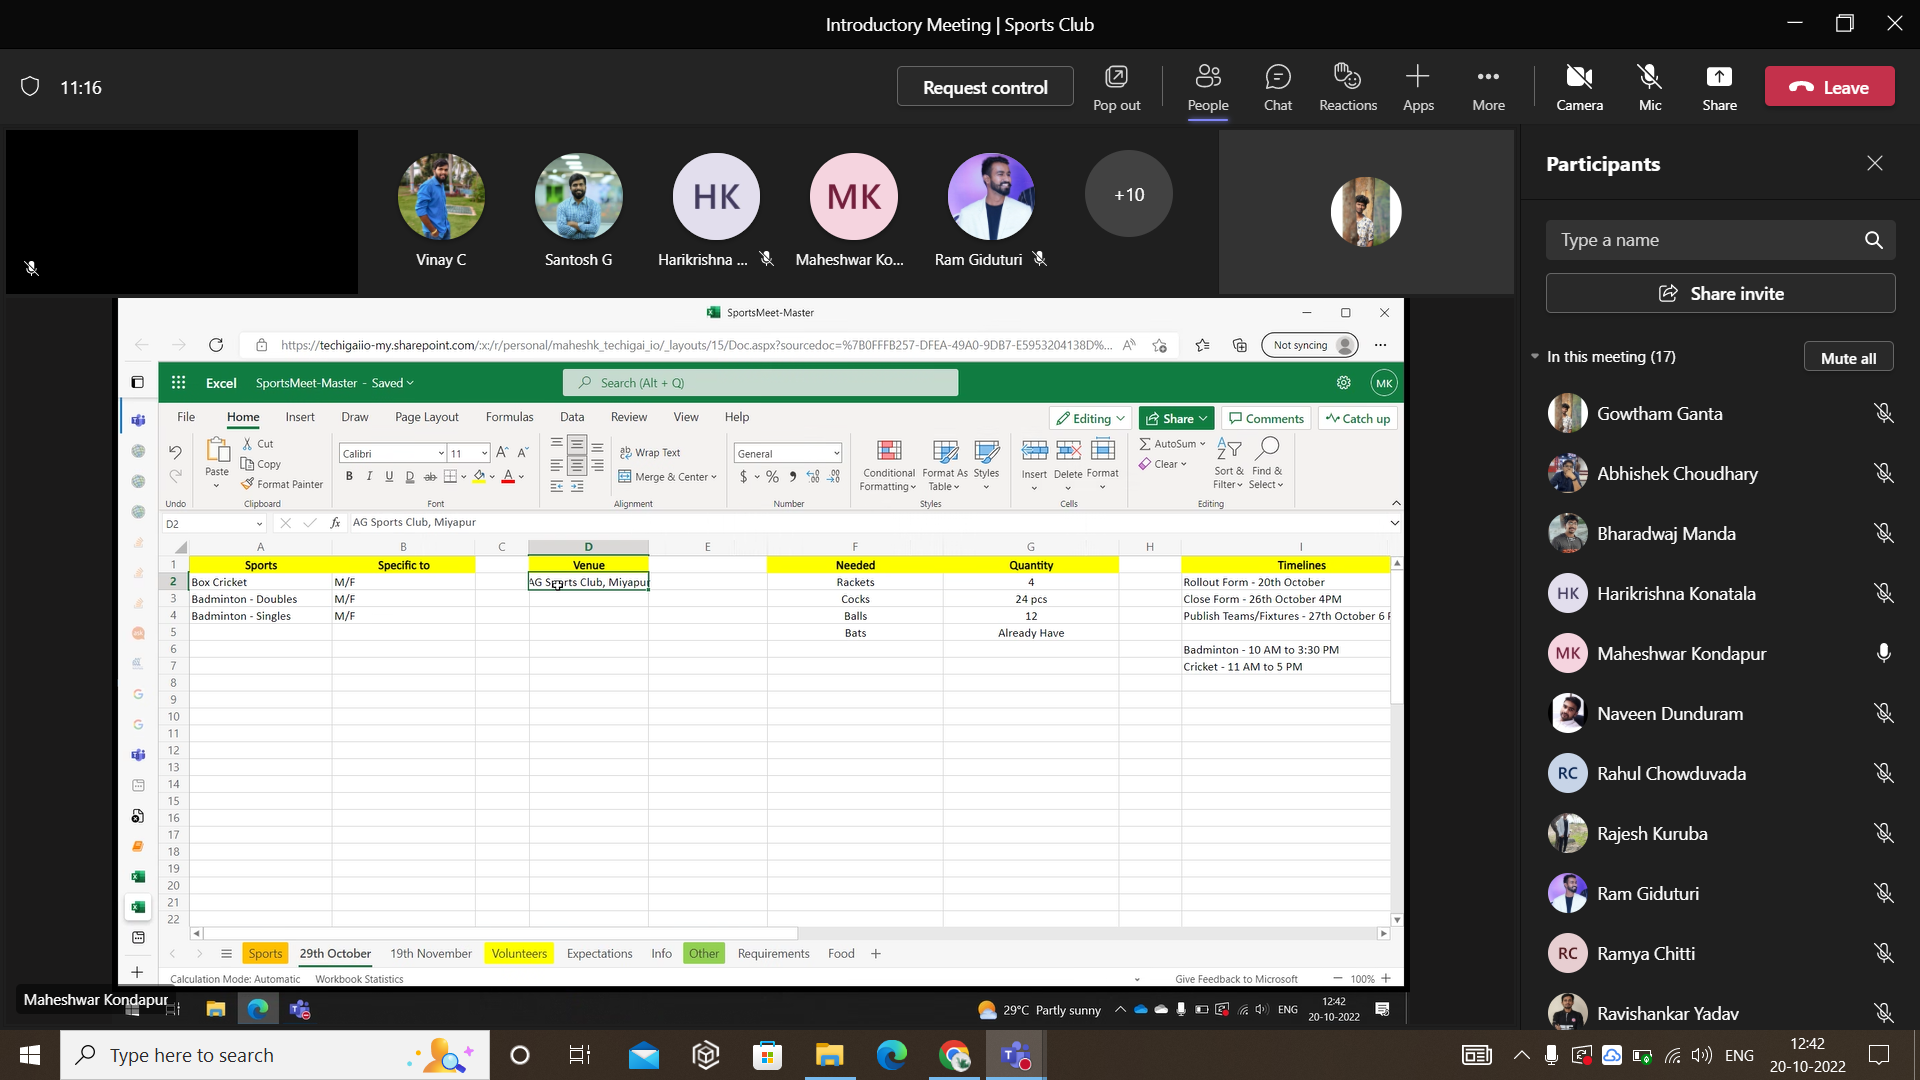 Introductory Meeting | Sports Club
11:16
Request control
Pop out
People
Chat
Reactions
Apps
More
Camera
Mic
Share
Leave
Vinay C
Santosh G
HK
Harikrishna ...
MK
Maheshwar Ko...
Ram Giduturi
+10
Participants
Type a name
Share invite
In this meeting (17)
Mute all
Gowtham Ganta
Abhishek Choudhary
Bharadwaj Manda
HK Harikrishna Konatala
MK Maheshwar Kondapur
Naveen Dunduram
RC Rahul Chowduvada
Rajesh Kuruba
Ram Giduturi
RC Ramya Chitti
Ravishankar Yadav
SportsMeet-Master
https://techigaiio-my.sharepoint.com/:x:/r/personal/maheshk_techigai_io/_layouts/15/Doc.aspx?sourcedoc=%7B0FFFB257-DFEA-49A0-9DB7-E5953204138D%...
Not syncing
Excel SportsMeet-Master - Saved
Search (Alt + Q)
MK
File Home Insert Draw Page Layout Formulas Data Review View Help
Editing Share Comments Catch up
Paste
Cut
Copy
Format Painter
Calibri 11
B I U D ab
Wrap Text
Merge & Center
General
$ % 9
Conditional Formatting
Format As Table
Styles
Insert Delete Format
AutoSum
Clear
Sort & Filter
Find & Select
Undo Clipboard Font Alignment Number Styles Cells Editing
D2 fx AG Sports Club, Miyapur
A B C D E F G H I
1 Sports Specific to Venue Needed Quantity Timelines
2 Box Cricket M/F AG Sports Club, Miyapur Rackets 4 Rollout Form - 20th October
3 Badminton - Doubles M/F Cocks 24 pcs Close Form - 26th October 4PM
4 Badminton - Singles M/F Balls 12 Publish Teams/Fixtures - 27th October 6
5 Bats Already Have
6 Badminton - 10 AM to 3:30 PM
7 Cricket - 11 AM to 5 PM
8
9
10
11
12
13
14
15
16
17
18
19
20
21
22
Sports 29th October 19th November Volunteers Expectations Info Other Requirements Food +
Calculation Mode: Automatic Workbook Statistics Give Feedback to Microsoft 100%
Maheshwar Kondapur
29°C Partly sunny
ENG
12:42
20-10-2022
Type here to search
ENG
12:42
20-10-2022